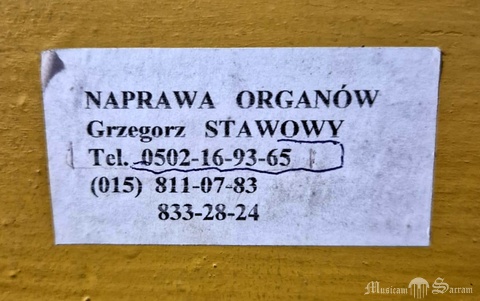 NAPRAWA ORGANÓW
Grzegorz STAWOWY
Tel. 0502-16-93-65
(015) 811-07-83
833-28-24
Musicam Sacram